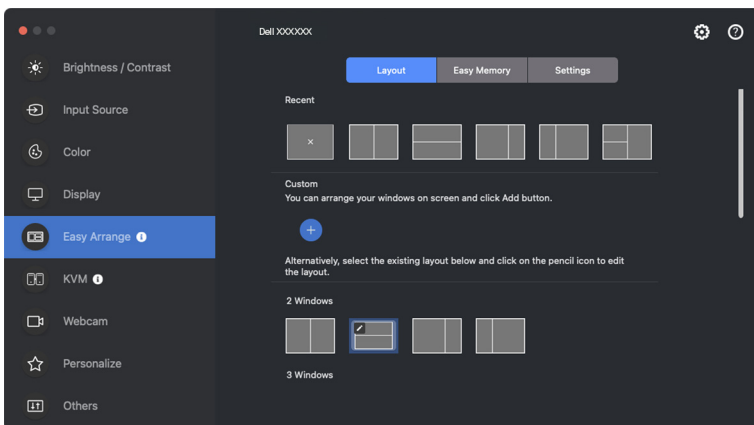 Dell XXXXXX
Brightness / Contrast
Input Source
Color
Display
Easy Arrange
KVM
Webcam
Personalize
Others
Layout
Easy Memory
Settings
Recent
Custom
You can arrange your windows on screen and click Add button.
Alternatively, select the existing layout below and click on the pencil icon to edit
the layout.
2 Windows
3 Windows